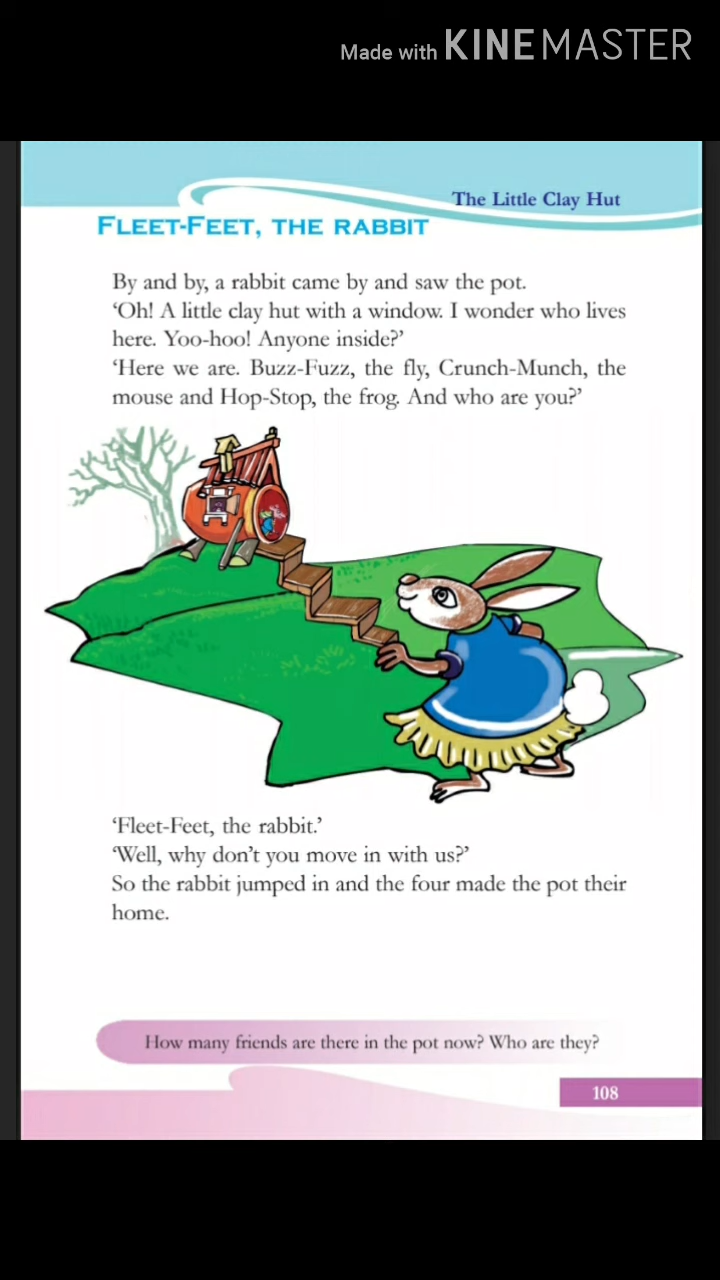 Made with KINEMASTER
The Little Clay Hut
FLEET-FEET, THE RABBIT
By and by, a rabbit came by and saw the pot.
‘Oh! A little clay hut with a window. I wonder who lives
here. Yoo-hoo! Anyone inside?’
‘Here we are. Buzz-Fuzz, the fly, Crunch-Munch, the
mouse and Hop-Stop, the frog. And who are you?’
‘Fleet-Feet, the rabbit.’
‘Well, why don’t you move in with us?’
So the rabbit jumped in and the four made the pot their
home.
How many friends are there in the pot now? Who are they?
108